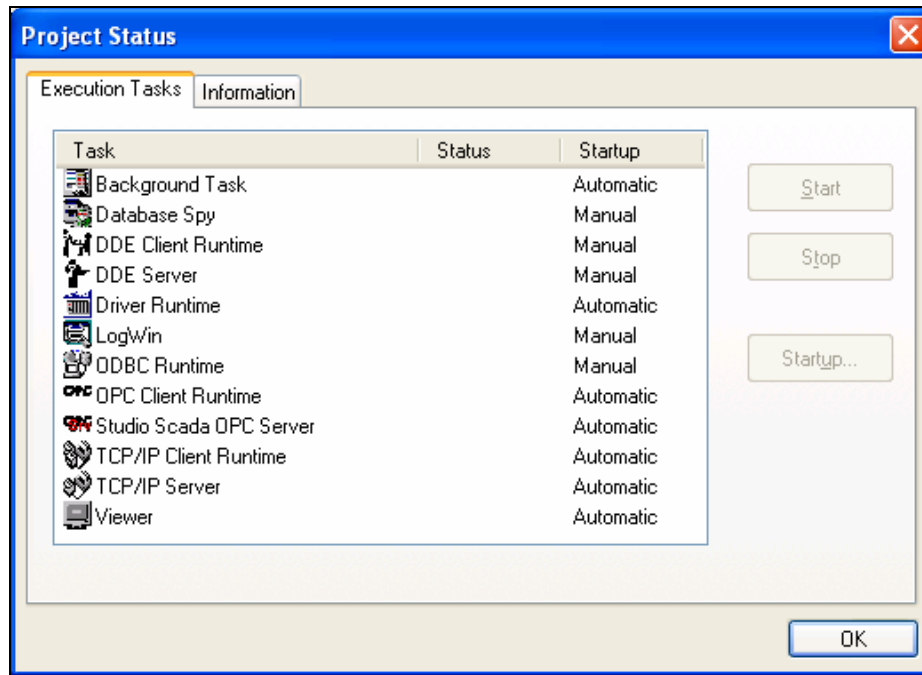 Project Status
Execution Tasks Information
Task Status Startup
Background Task Automatic
Database Spy Manual
DDE Client Runtime Manual
DDE Server Manual
Driver Runtime Automatic
LogWin Manual
ODBC Runtime Manual
OPC Client Runtime Automatic
Studio Scada OPC Server Automatic
TCP/IP Client Runtime Automatic
TCP/IP Server Automatic
Viewer Automatic
Start
Stop
Startup...
OK